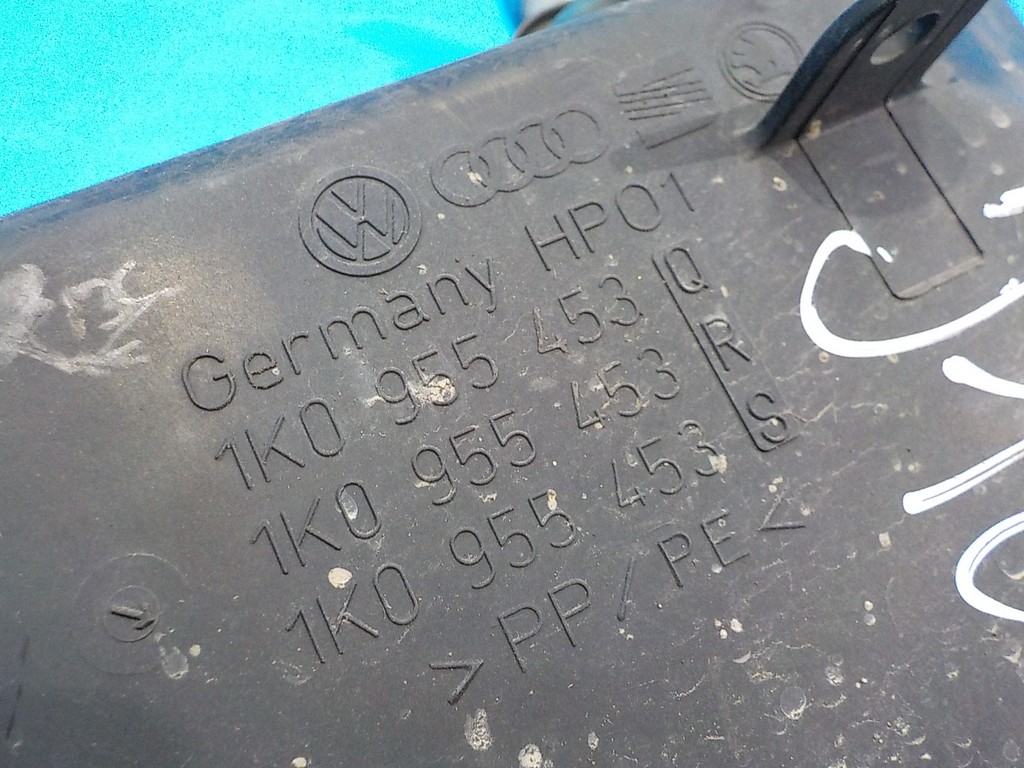 Germany HP01
1K0 955 453 Q
1K0 955 453 R
1K0 955 453 S
>PP/PE<